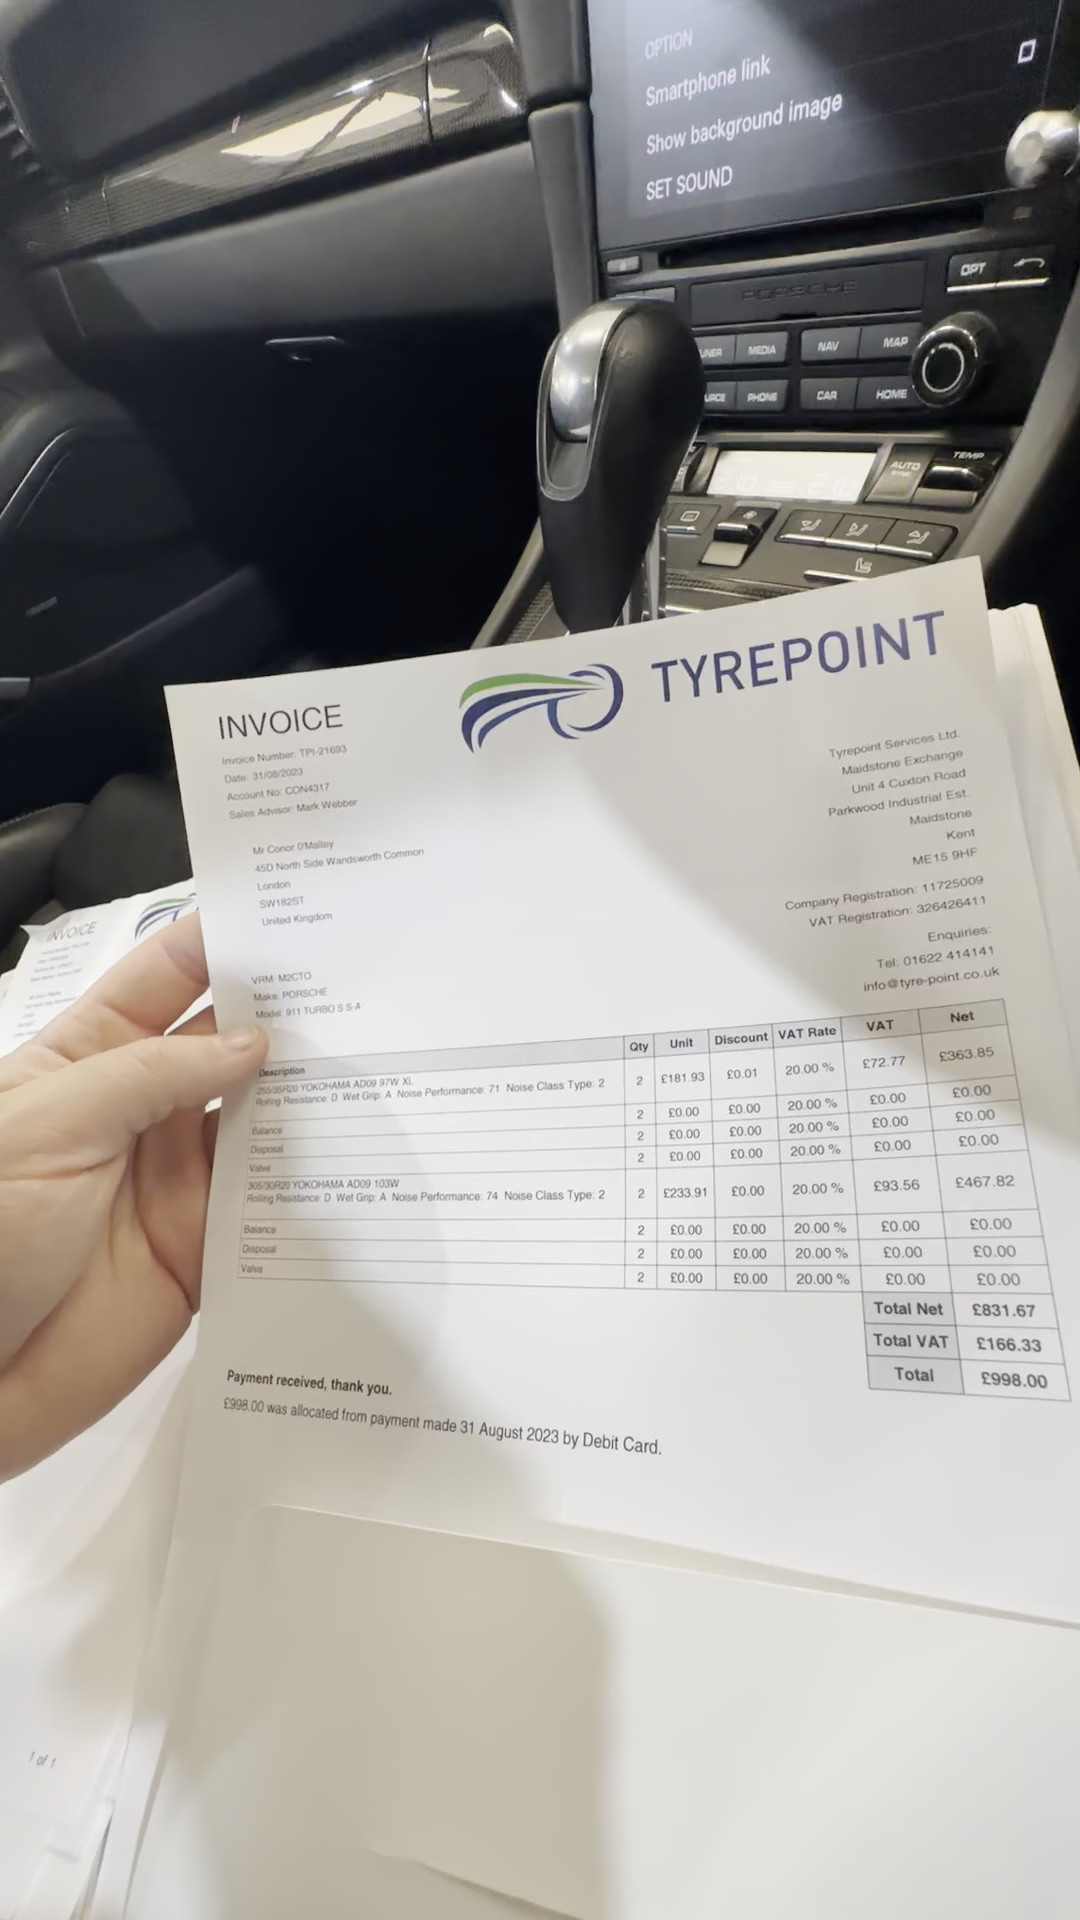 OPTION
Smartphone link
Show background image
SET SOUND
OPT
PORSCHE
MEDIA
NAV
MAP
PHONE
CAR
HOME
AUTO
SYNC
TEMP
TYREPOINT
INVOICE
Invoice Number: TPI-21693
Date: 31/08/2023
Account No: CON4317
Sales Advisor: Mark Webber
Tyrepoint Services Ltd.
Maidstone Exchange
Unit 4 Cuxton Road
Parkwood Industrial Est.
Maidstone
Kent
ME15 9HF
Mr Conor O'Malley
45D North Side Wandsworth Common
London
SW182ST
United Kingdom
Company Registration: 11725009
VAT Registration: 326426411
Enquiries:
Tel: 01622 414141
info@tyre-point.co.uk
VRM: M2CTO
Make: PORSCHE
Model: 911 TURBO S S-A
Description Qty Unit Discount VAT Rate VAT Net
255/35R20 YOKOHAMA AD09 97W XL
Rolling Resistance: D Wet Grip: A Noise Performance: 71 Noise Class Type: 2 2 £181.93 £0.01 20.00 % £72.77 £363.85
Balance 2 £0.00 £0.00 20.00 % £0.00 £0.00
Disposal 2 £0.00 £0.00 20.00 % £0.00 £0.00
Valve 2 £0.00 £0.00 20.00 % £0.00 £0.00
305/30R20 YOKOHAMA AD09 103W
Rolling Resistance: D Wet Grip: A Noise Performance: 74 Noise Class Type: 2 2 £233.91 £0.00 20.00 % £93.56 £467.82
Balance 2 £0.00 £0.00 20.00 % £0.00 £0.00
Disposal 2 £0.00 £0.00 20.00 % £0.00 £0.00
Valve 2 £0.00 £0.00 20.00 % £0.00 £0.00
Total Net £831.67
Total VAT £166.33
Total £998.00
Payment received, thank you.
£998.00 was allocated from payment made 31 August 2023 by Debit Card.
INVOICE
1 of 1